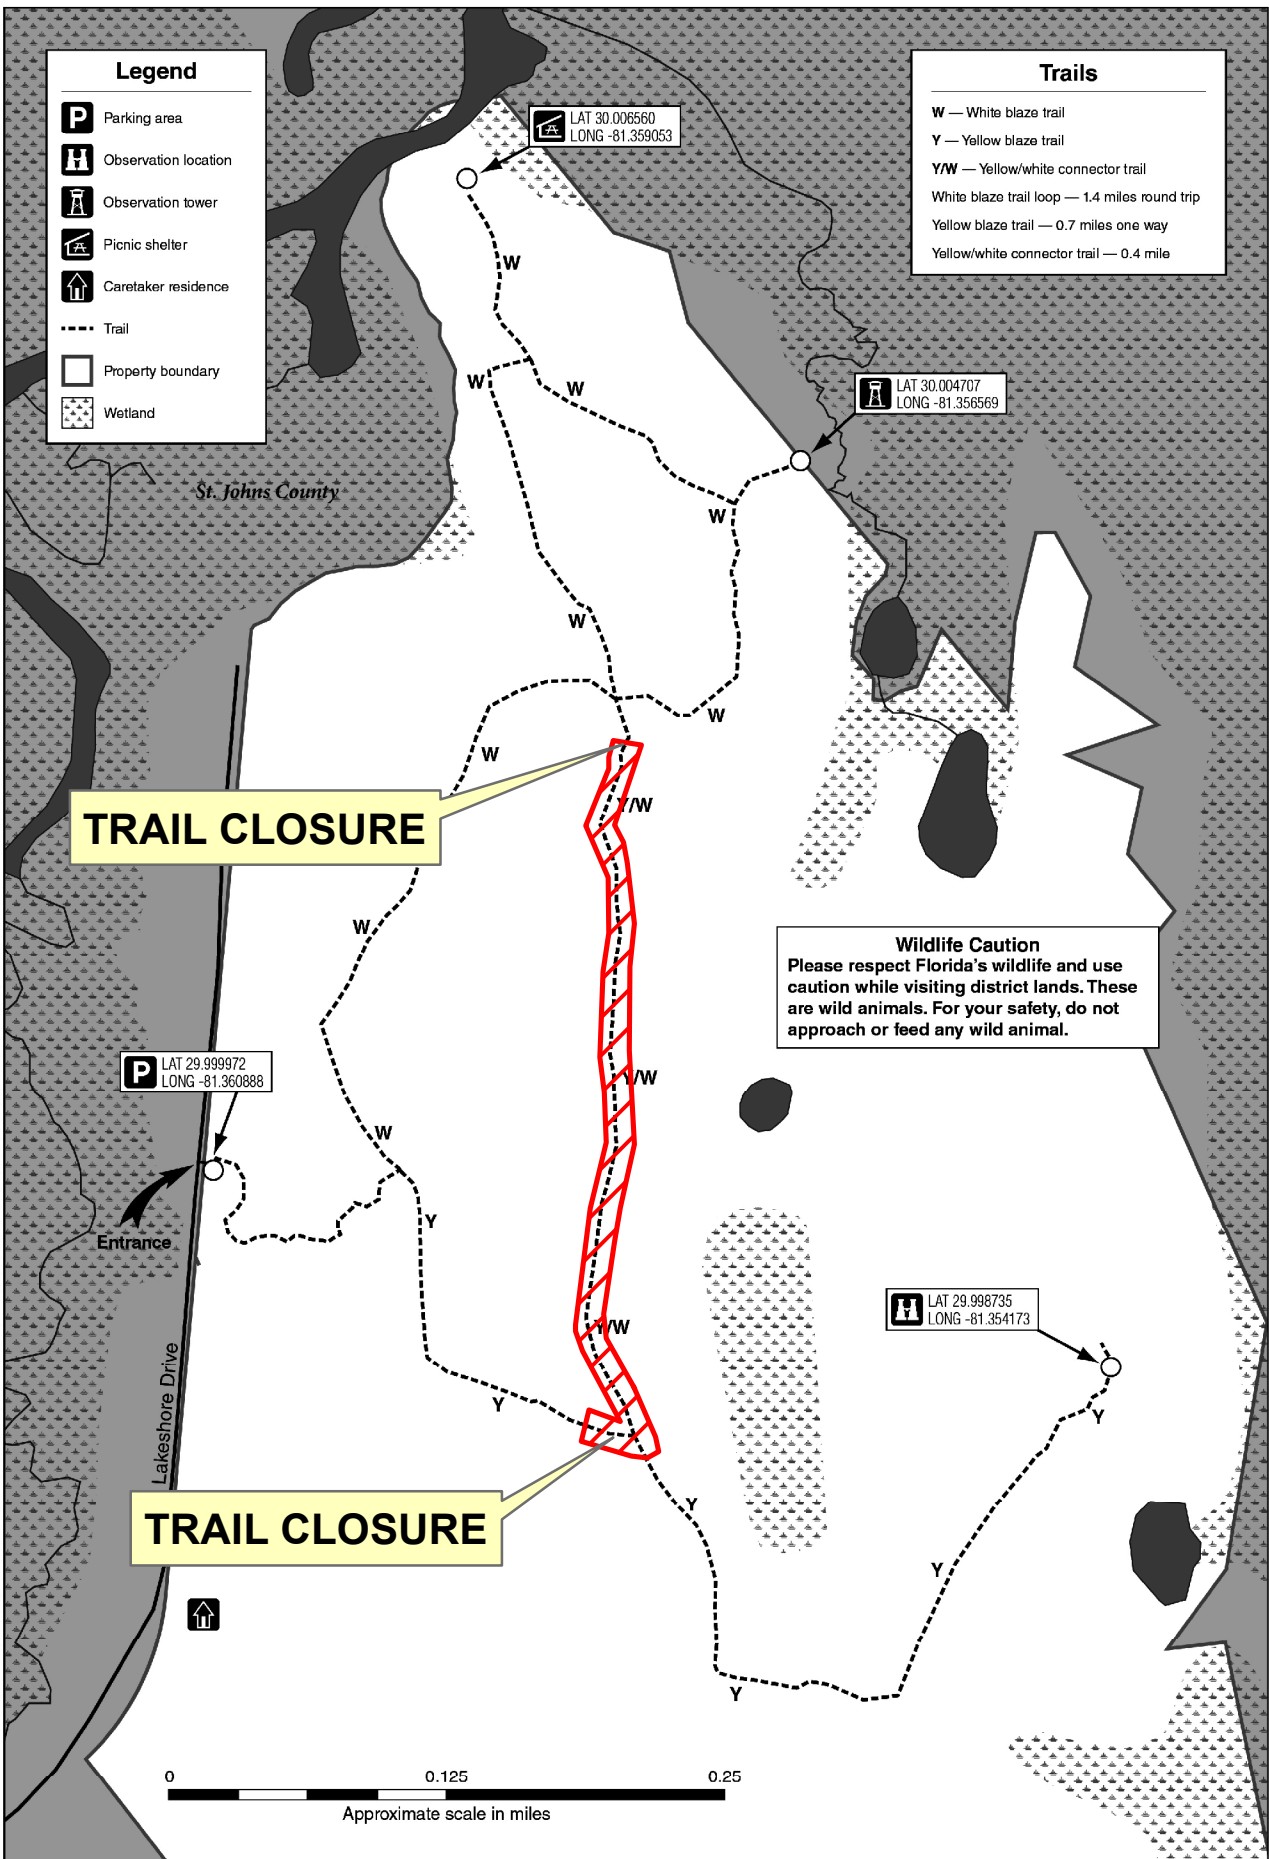 Legend
Parking area
Observation location
Observation tower
Picnic shelter
Caretaker residence
Trail
Property boundary
Wetland
P
LAT 30.006560
LONG -81.359053
Trails
W — White blaze trail
Y — Yellow blaze trail
Y/W — Yellow/white connector trail
White blaze trail loop — 1.4 miles round trip
Yellow blaze trail — 0.7 miles one way
Yellow/white connector trail — 0.4 mile
W
W
W
LAT 30.004707
LONG -81.356569
St. Johns County
W
W
W
W
Y/W
TRAIL CLOSURE
W
Wildlife Caution
Please respect Florida's wildlife and use
caution while visiting district lands. These
are wild animals. For your safety, do not
approach or feed any wild animal.
P
LAT 29.999972
LONG -81.360888
Y/W
W
Entrance
Y
LAT 29.998735
LONG -81.354173
Y/W
Lakeshore Drive
Y
Y
TRAIL CLOSURE
Y
Y
Y
0 0.125 0.25
Approximate scale in miles